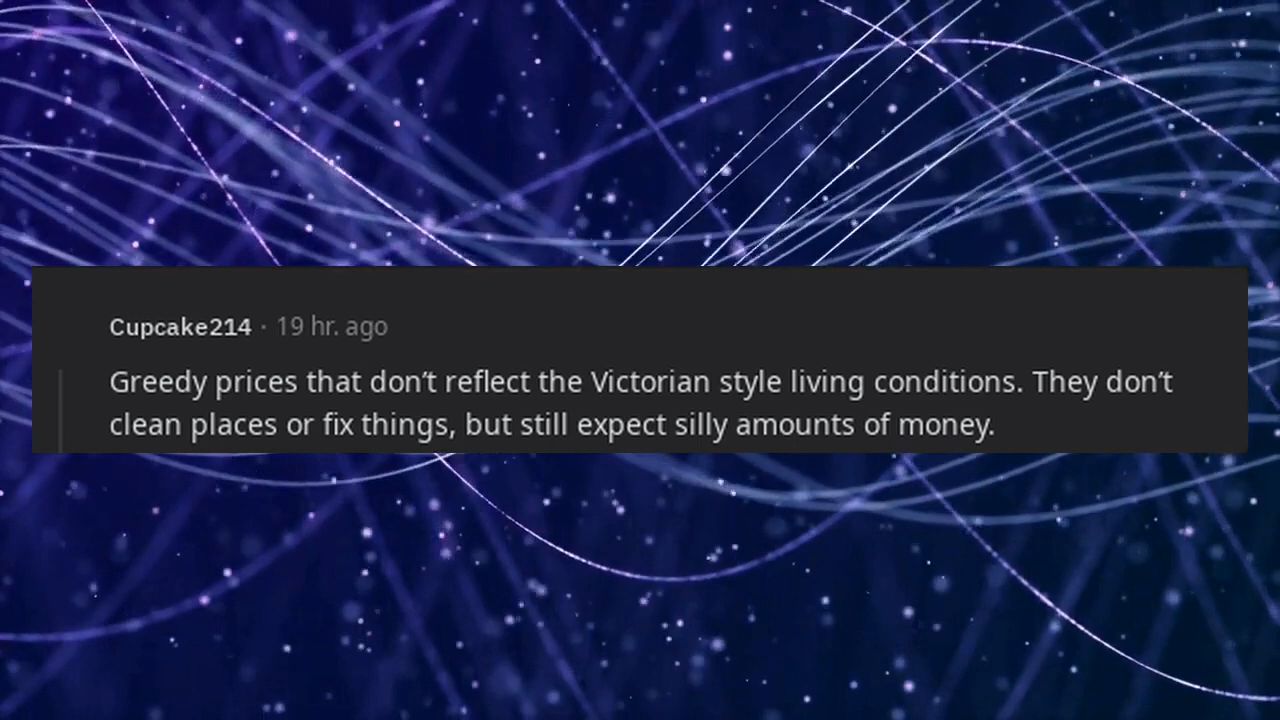 Cupcake214 · 19 hr. ago
Greedy prices that don’t reflect the Victorian style living conditions. They don’t
clean places or fix things, but still expect silly amounts of money.